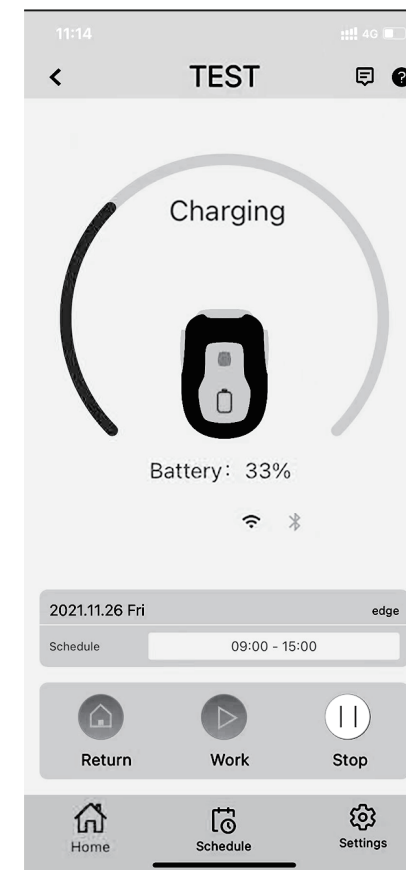 11:14 4G
TEST
?
Charging
Battery: 33%
2021.11.26 Fri edge
Schedule 09:00 - 15:00
Return Work Stop
Home Schedule Settings